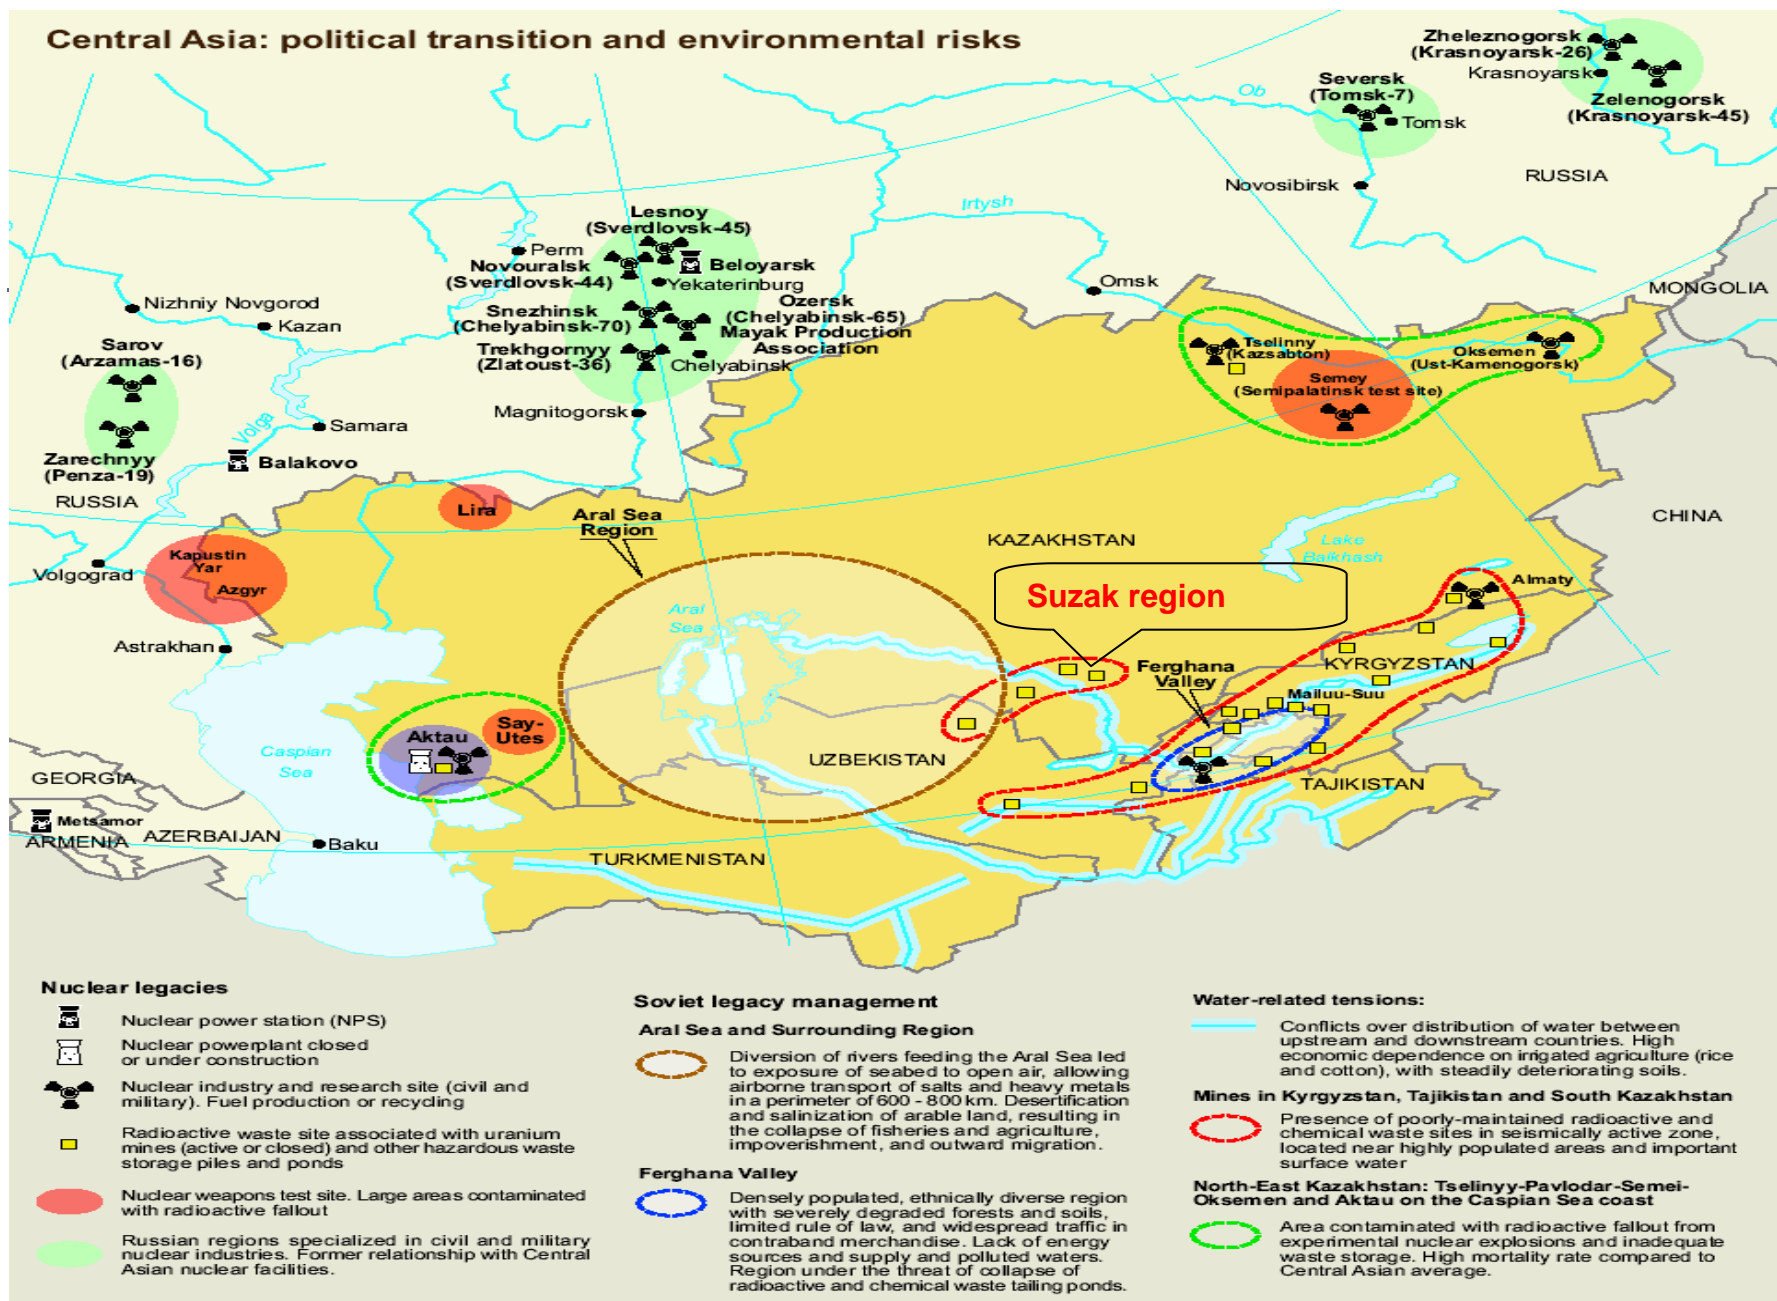 Central Asia: political transition and environmental risks
Zheleznogorsk
(Krasnoyarsk-26)
Krasnoyarsk
Zelenogorsk
(Krasnoyarsk-45)
Seversk
(Tomsk-7)
Tomsk
Ob
Novosibirsk
RUSSIA
Irtysh
Omsk
MONGOLIA
Lesnoy
(Sverdlovsk-45)
Perm
Novouralsk
(Sverdlovsk-44)
Beloyarsk
Yekaterinburg
Snezhinsk
(Chelyabinsk-70)
Ozersk
(Chelyabinsk-65)
Mayak Production
Association
Trekhgornyy
(Zlatoust-36)
Chelyabinsk
Magnitogorsk
Nizhniy Novgorod
Kazan
Sarov
(Arzamas-16)
Volga
Samara
Zarechnyy
(Penza-19)
Balakovo
RUSSIA
Tselinny
(Kazsabton)
Oksemen
(Ust-Kamenogorsk)
Semey
(Semipalatinsk test site)
Lira
Aral Sea
Region
Kapustin
Yar
Azgyr
Volgograd
Astrakhan
KAZAKHSTAN
Lake
Balkhash
CHINA
Suzak region
Almaty
Aral
Sea
Ferghana
Valley
KYRGYZSTAN
Mailuu-Suu
Say-
Utes
Aktau
Caspian
Sea
UZBEKISTAN
TAJIKISTAN
GEORGIA
Metsamor
ARMENIA
AZERBAIJAN
Baku
TURKMENISTAN
Nuclear legacies
Nuclear power station (NPS)
Nuclear powerplant closed
or under construction
Nuclear industry and research site (civil and
military). Fuel production or recycling
Radioactive waste site associated with uranium
mines (active or closed) and other hazardous waste
storage piles and ponds
Nuclear weapons test site. Large areas contaminated
with radioactive fallout
Russian regions specialized in civil and military
nuclear industries. Former relationship with Central
Asian nuclear facilities.
Soviet legacy management
Aral Sea and Surrounding Region
Diversion of rivers feeding the Aral Sea led
to exposure of seabed to open air, allowing
airborne transport of salts and heavy metals
in a perimeter of 600 - 800 km. Desertification
and salinization of arable land, resulting in
the collapse of fisheries and agriculture,
impoverishment, and outward migration.
Ferghana Valley
Densely populated, ethnically diverse region
with severely degraded forests and soils,
limited rule of law, and widespread traffic in
contraband merchandise. Lack of energy
sources and supply and polluted waters.
Region under the threat of collapse of
radioactive and chemical waste tailing ponds.
Water-related tensions:
Conflicts over distribution of water between
upstream and downstream countries. High
economic dependence on irrigated agriculture (rice
and cotton), with steadily deteriorating soils.
Mines in Kyrgyzstan, Tajikistan and South Kazakhstan
Presence of poorly-maintained radioactive and
chemical waste sites in seismically active zone,
located near highly populated areas and important
surface water
North-East Kazakhstan: Tselinyy-Pavlodar-Semei-
Oksemen and Aktau on the Caspian Sea coast
Area contaminated with radioactive fallout from
experimental nuclear explosions and inadequate
waste storage. High mortality rate compared to
Central Asian average.